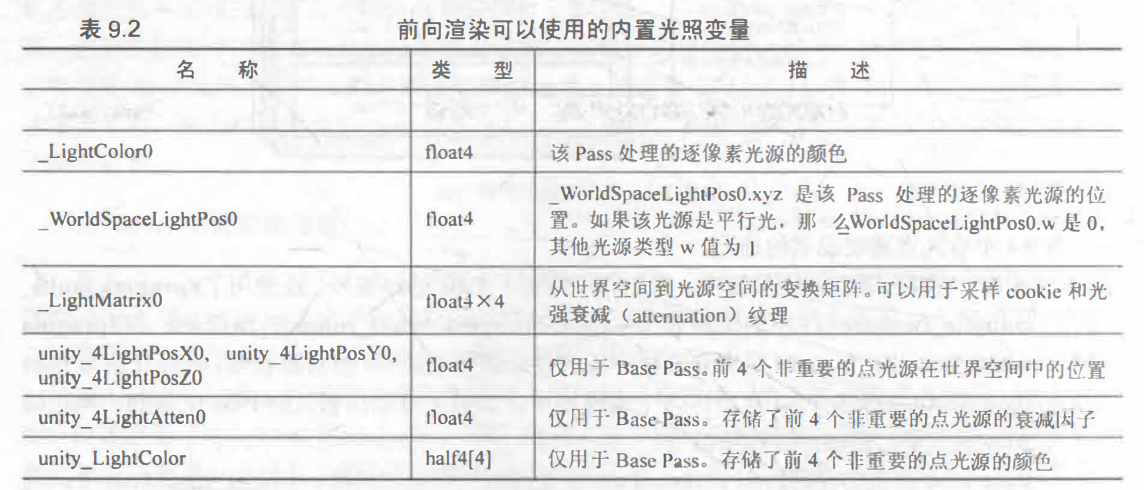 表 9.2 前向渲染可以使用的内置光照变量
名 称 类 型 描 述
_LightColor0 float4 该 Pass 处理的逐像素光源的颜色
_WorldSpaceLightPos0 float4 _WorldSpaceLightPos0.xyz 是该 Pass 处理的逐像素光源的位
置。如果该光源是平行光，那 么WorldSpaceLightPos0.w 是 0，
其他光源类型 w 值为 1
_LightMatrix0 float4×4 从世界空间到光源空间的变换矩阵。可以用于采样 cookie 和光
强衰减（attenuation）纹理
unity_4LightPosX0， unity_4LightPosY0，
unity_4LightPosZ0 float4 仅用于 Base Pass。前 4 个非重要的点光源在世界空间中的位置
unity_4LightAtten0 float4 仅用于 Base Pass。存储了前 4 个非重要的点光源的衰减因子
unity_LightColor half4[4] 仅用于 Base Pass。存储了前 4 个非重要的点光源的颜色